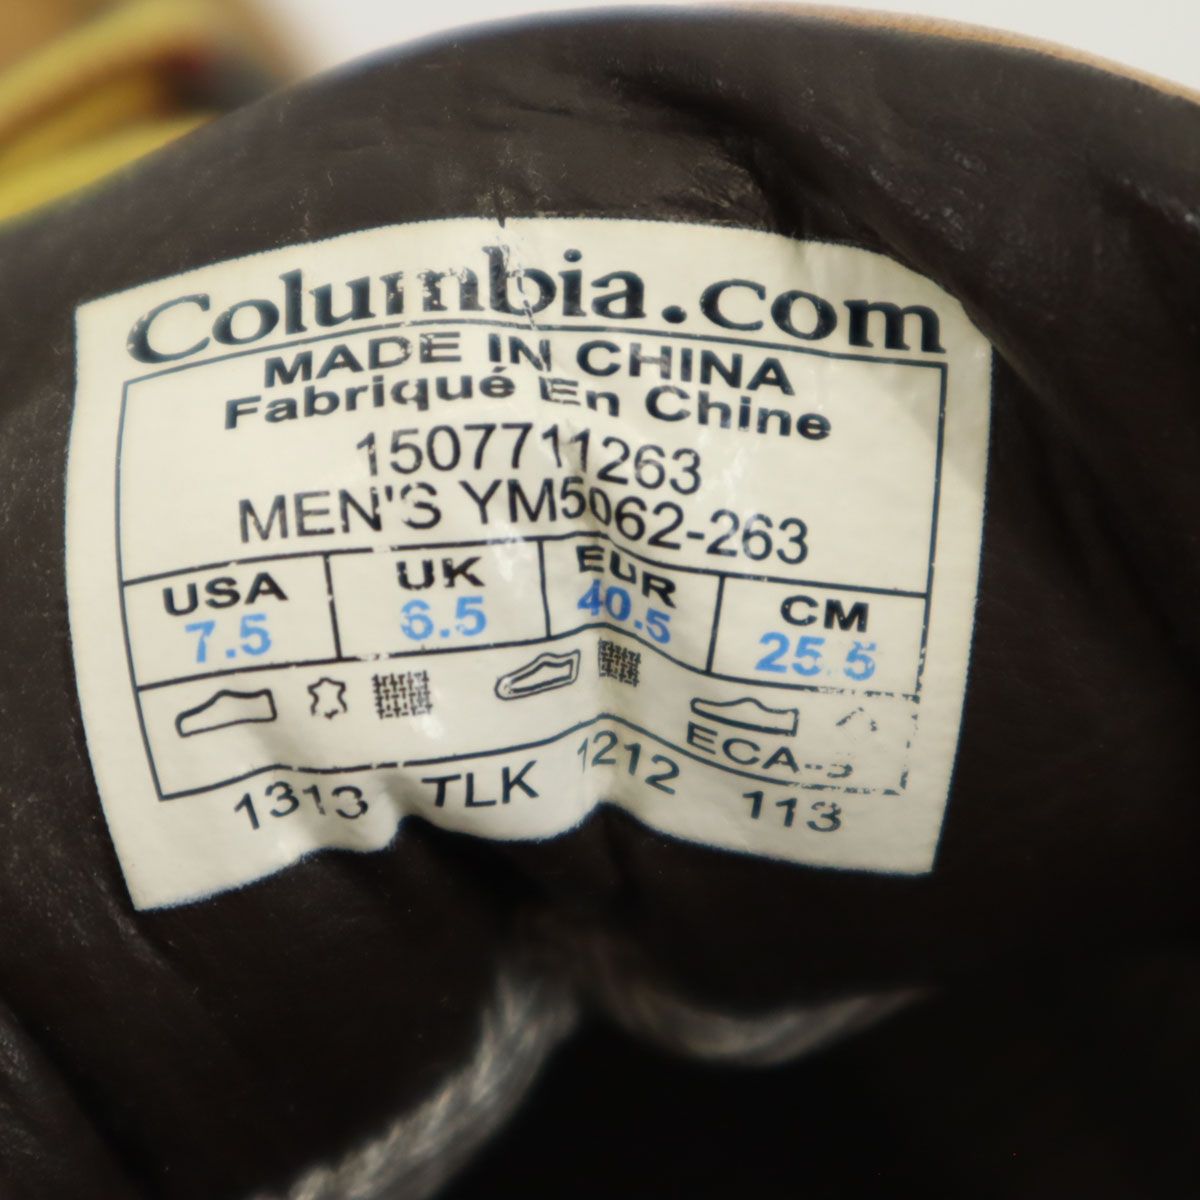 Columbia.com
MADE IN CHINA
Fabriqué En Chine
1507711263
MEN'S YM5062-263
USA UK EUR CM
7.5 6.5 40.5 25.5
1313 TLK 1212 113